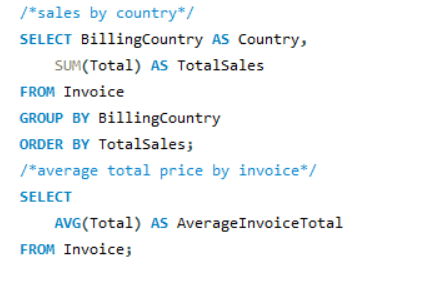 /*sales by country*/
SELECT BillingCountry AS Country,
    SUM(Total) AS TotalSales
FROM Invoice
GROUP BY BillingCountry
ORDER BY TotalSales;
/*average total price by invoice*/
SELECT
    AVG(Total) AS AverageInvoiceTotal
FROM Invoice;